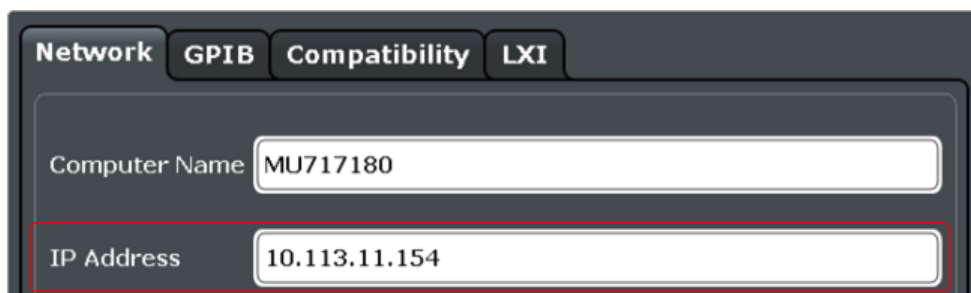 Network GPIB Compatibility LXI
Computer Name MU717180
IP Address 10.113.11.154